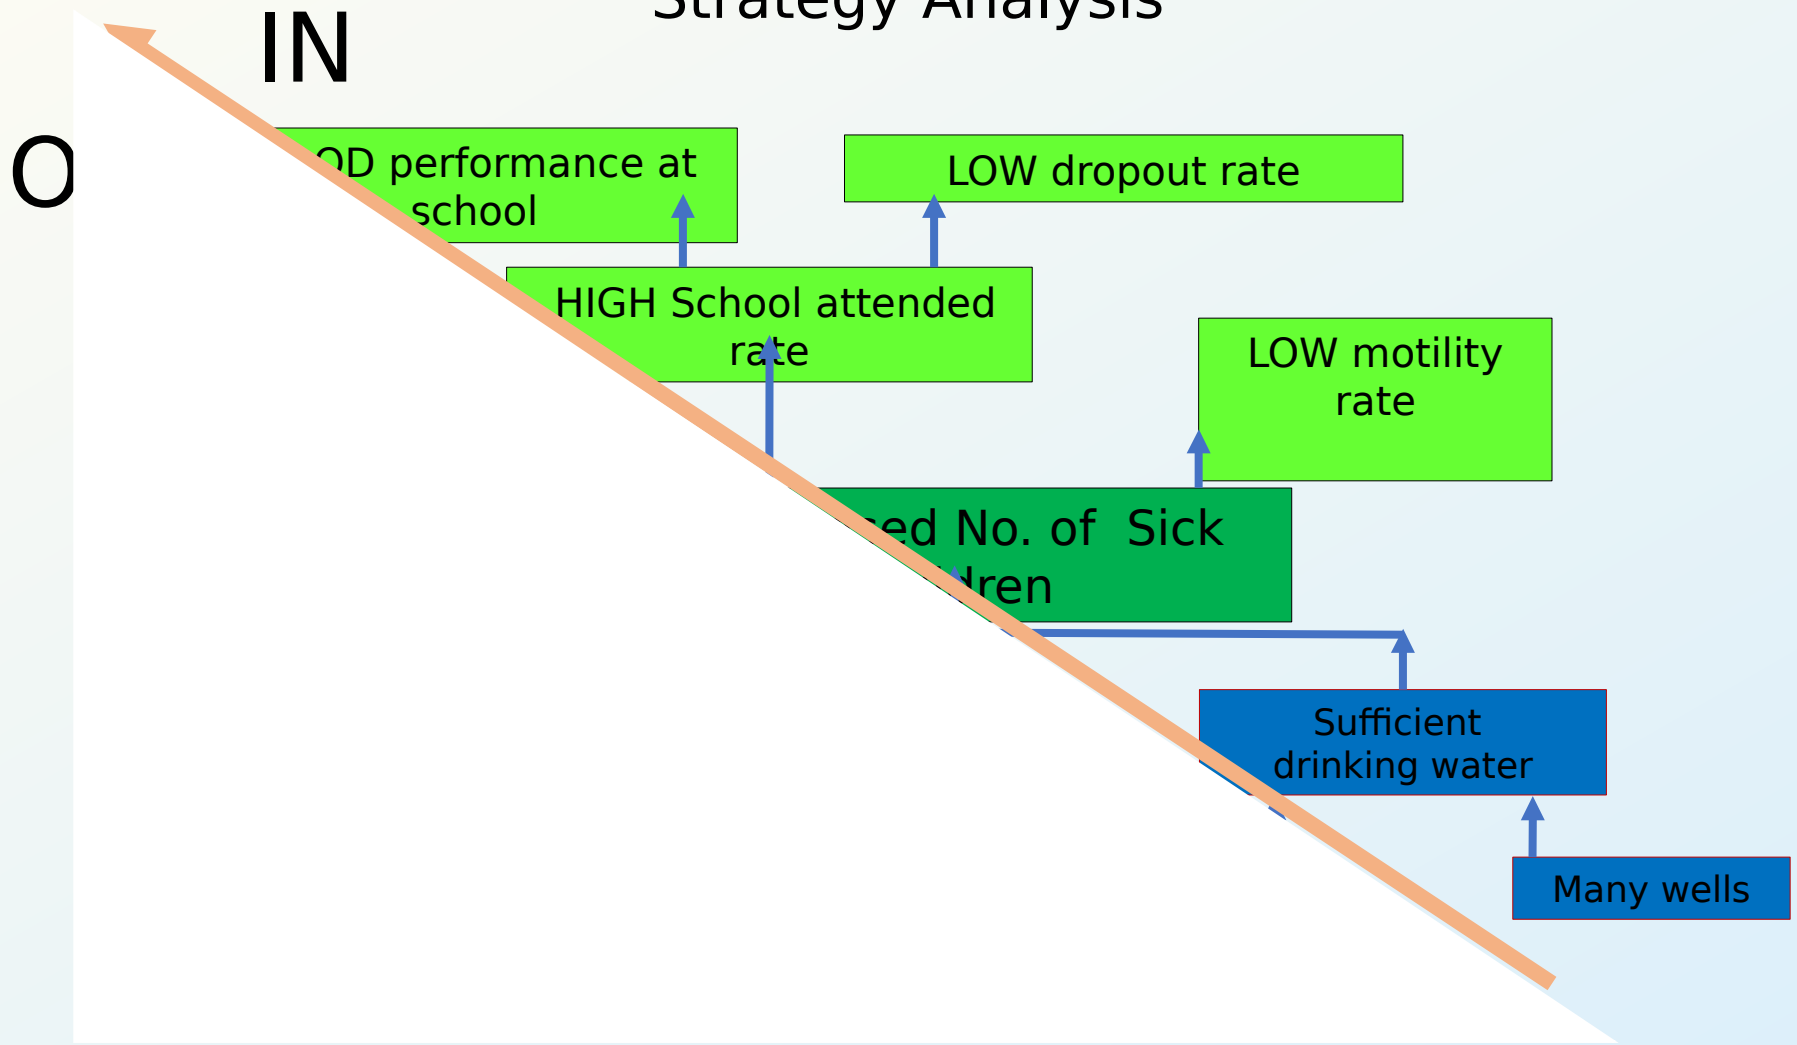 Strategy Analysis
IN
O
OD performance at
school
LOW dropout rate
HIGH School attended
rate
LOW motility
rate
sed No. of Sick
dren
Sufficient
drinking water
Many wells